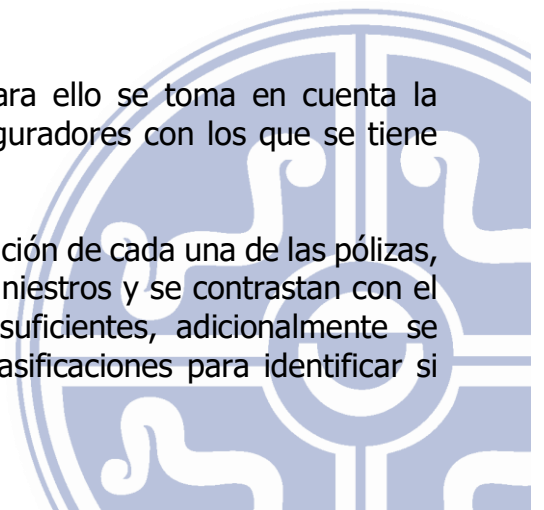 ara ello se toma en cuenta la
guradores con los que se tiene
ción de cada una de las pólizas,
niestros y se contrastan con el
suficientes, adicionalmente se
asificaciones para identificar si